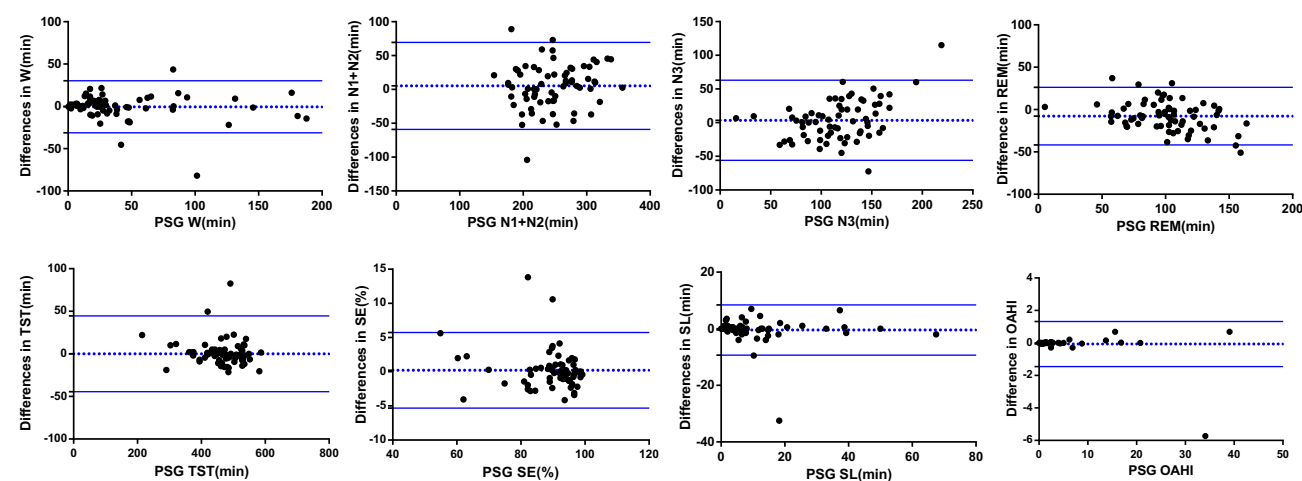 100
50
0
-50
-100
0 50 100 150 200
Differences in W(min)
PSG W(min)
100
50
0
-50
-100
-150
0 100 200 300 400
Differences in N1+N2(min)
PSG N1+N2(min)
150
100
50
0
-50
-100
0 50 100 150 200 250
Differences in N3(min)
PSG N3(min)
100
50
0
-50
-100
0 50 100 150 200
Difference in REM(min)
PSG REM(min)
100
50
0
-50
-100
0 200 400 600 800
Differences in TST(min)
PSG TST(min)
15
10
5
0
-5
-10
40 60 80 100 120
Differences in SE(%)
PSG SE(%)
20
0
-20
-40
0 20 40 60 80
Differences in SL(min)
PSG SL(min)
4
2
0
-2
-4
-6
0 10 20 30 40 50
Difference in OAHI
PSG OAHI